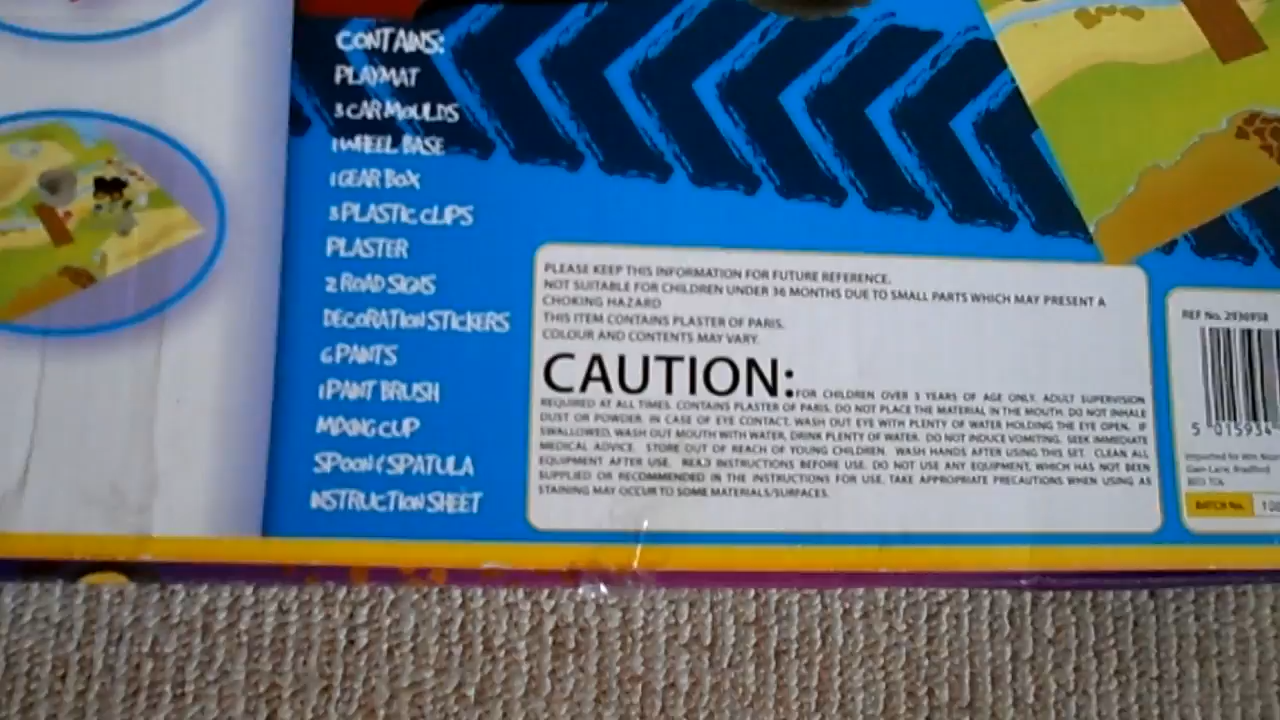 CONTAINS:
PLAYMAT
3 CAR MOULDS
1 WHEEL BASE
1 GEAR BOX
3 PLASTIC CLIPS
PLASTER
2 ROAD SIGNS
DECORATION STICKERS
6 PAINTS
1 PAINT BRUSH
MIXING CUP
SPOON / SPATULA
INSTRUCTION SHEET
PLEASE KEEP THIS INFORMATION FOR FUTURE REFERENCE.
NOT SUITABLE FOR CHILDREN UNDER 36 MONTHS DUE TO SMALL PARTS WHICH MAY PRESENT A
CHOKING HAZARD
THIS ITEM CONTAINS PLASTER OF PARIS.
COLOUR AND CONTENTS MAY VARY.
CAUTION: FOR CHILDREN OVER 5 YEARS OF AGE ONLY. ADULT SUPERVISION
REQUIRED AT ALL TIMES. CONTAINS PLASTER OF PARIS. DO NOT PLACE THE MATERIAL IN THE MOUTH. DO NOT INHALE
DUST OR POWDER. IN CASE OF EYE CONTACT, WASH OUT EYE WITH PLENTY OF WATER HOLDING THE EYE OPEN. IF
SWALLOWED, WASH OUT MOUTH WITH WATER, DRINK PLENTY OF WATER. DO NOT INDUCE VOMITING. SEEK IMMEDIATE
MEDICAL ADVICE. STORE OUT OF REACH OF YOUNG CHILDREN. WASH HANDS AFTER USING THIS SET. CLEAN ALL
EQUIPMENT AFTER USE. READ INSTRUCTIONS BEFORE USE. DO NOT USE ANY EQUIPMENT, WHICH HAS NOT BEEN
SUPPLIED OR RECOMMENDED IN THE INSTRUCTIONS FOR USE. TAKE APPROPRIATE PRECAUTIONS WHEN USING AS
STAINING MAY OCCUR TO SOME MATERIALS/SURFACES.
REF No. 2930958
5 015934
Imported for
Lane, Bradford
BATCH No. 108